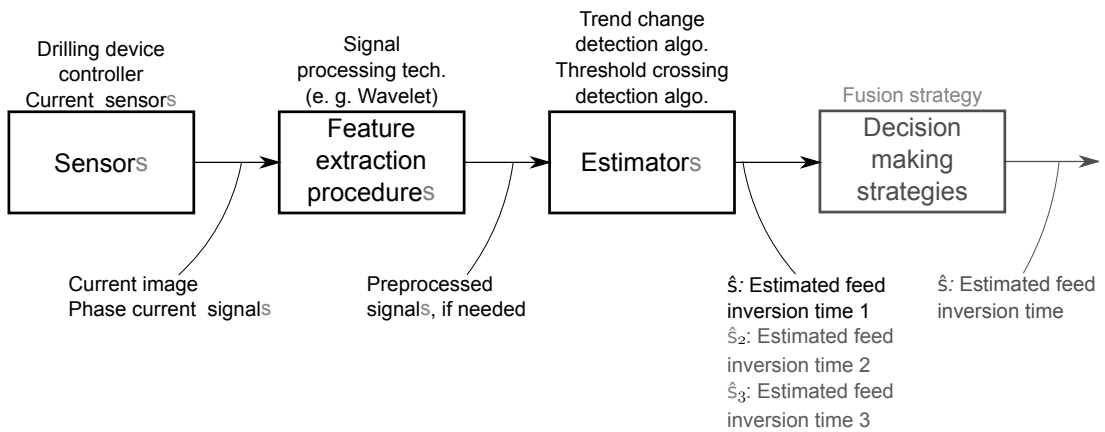 Drilling device
controller
Current sensors
Sensors
Signal
processing tech.
(e. g. Wavelet)
Feature
extraction
procedures
Trend change
detection algo.
Threshold crossing
detection algo.
Estimators
Fusion strategy
Decision
making
strategies
Current image
Phase current signals
Preprocessed
signals, if needed
ŝ: Estimated feed
inversion time 1
ŝ₂: Estimated feed
inversion time 2
ŝ₃: Estimated feed
inversion time 3
ŝ: Estimated feed
inversion time